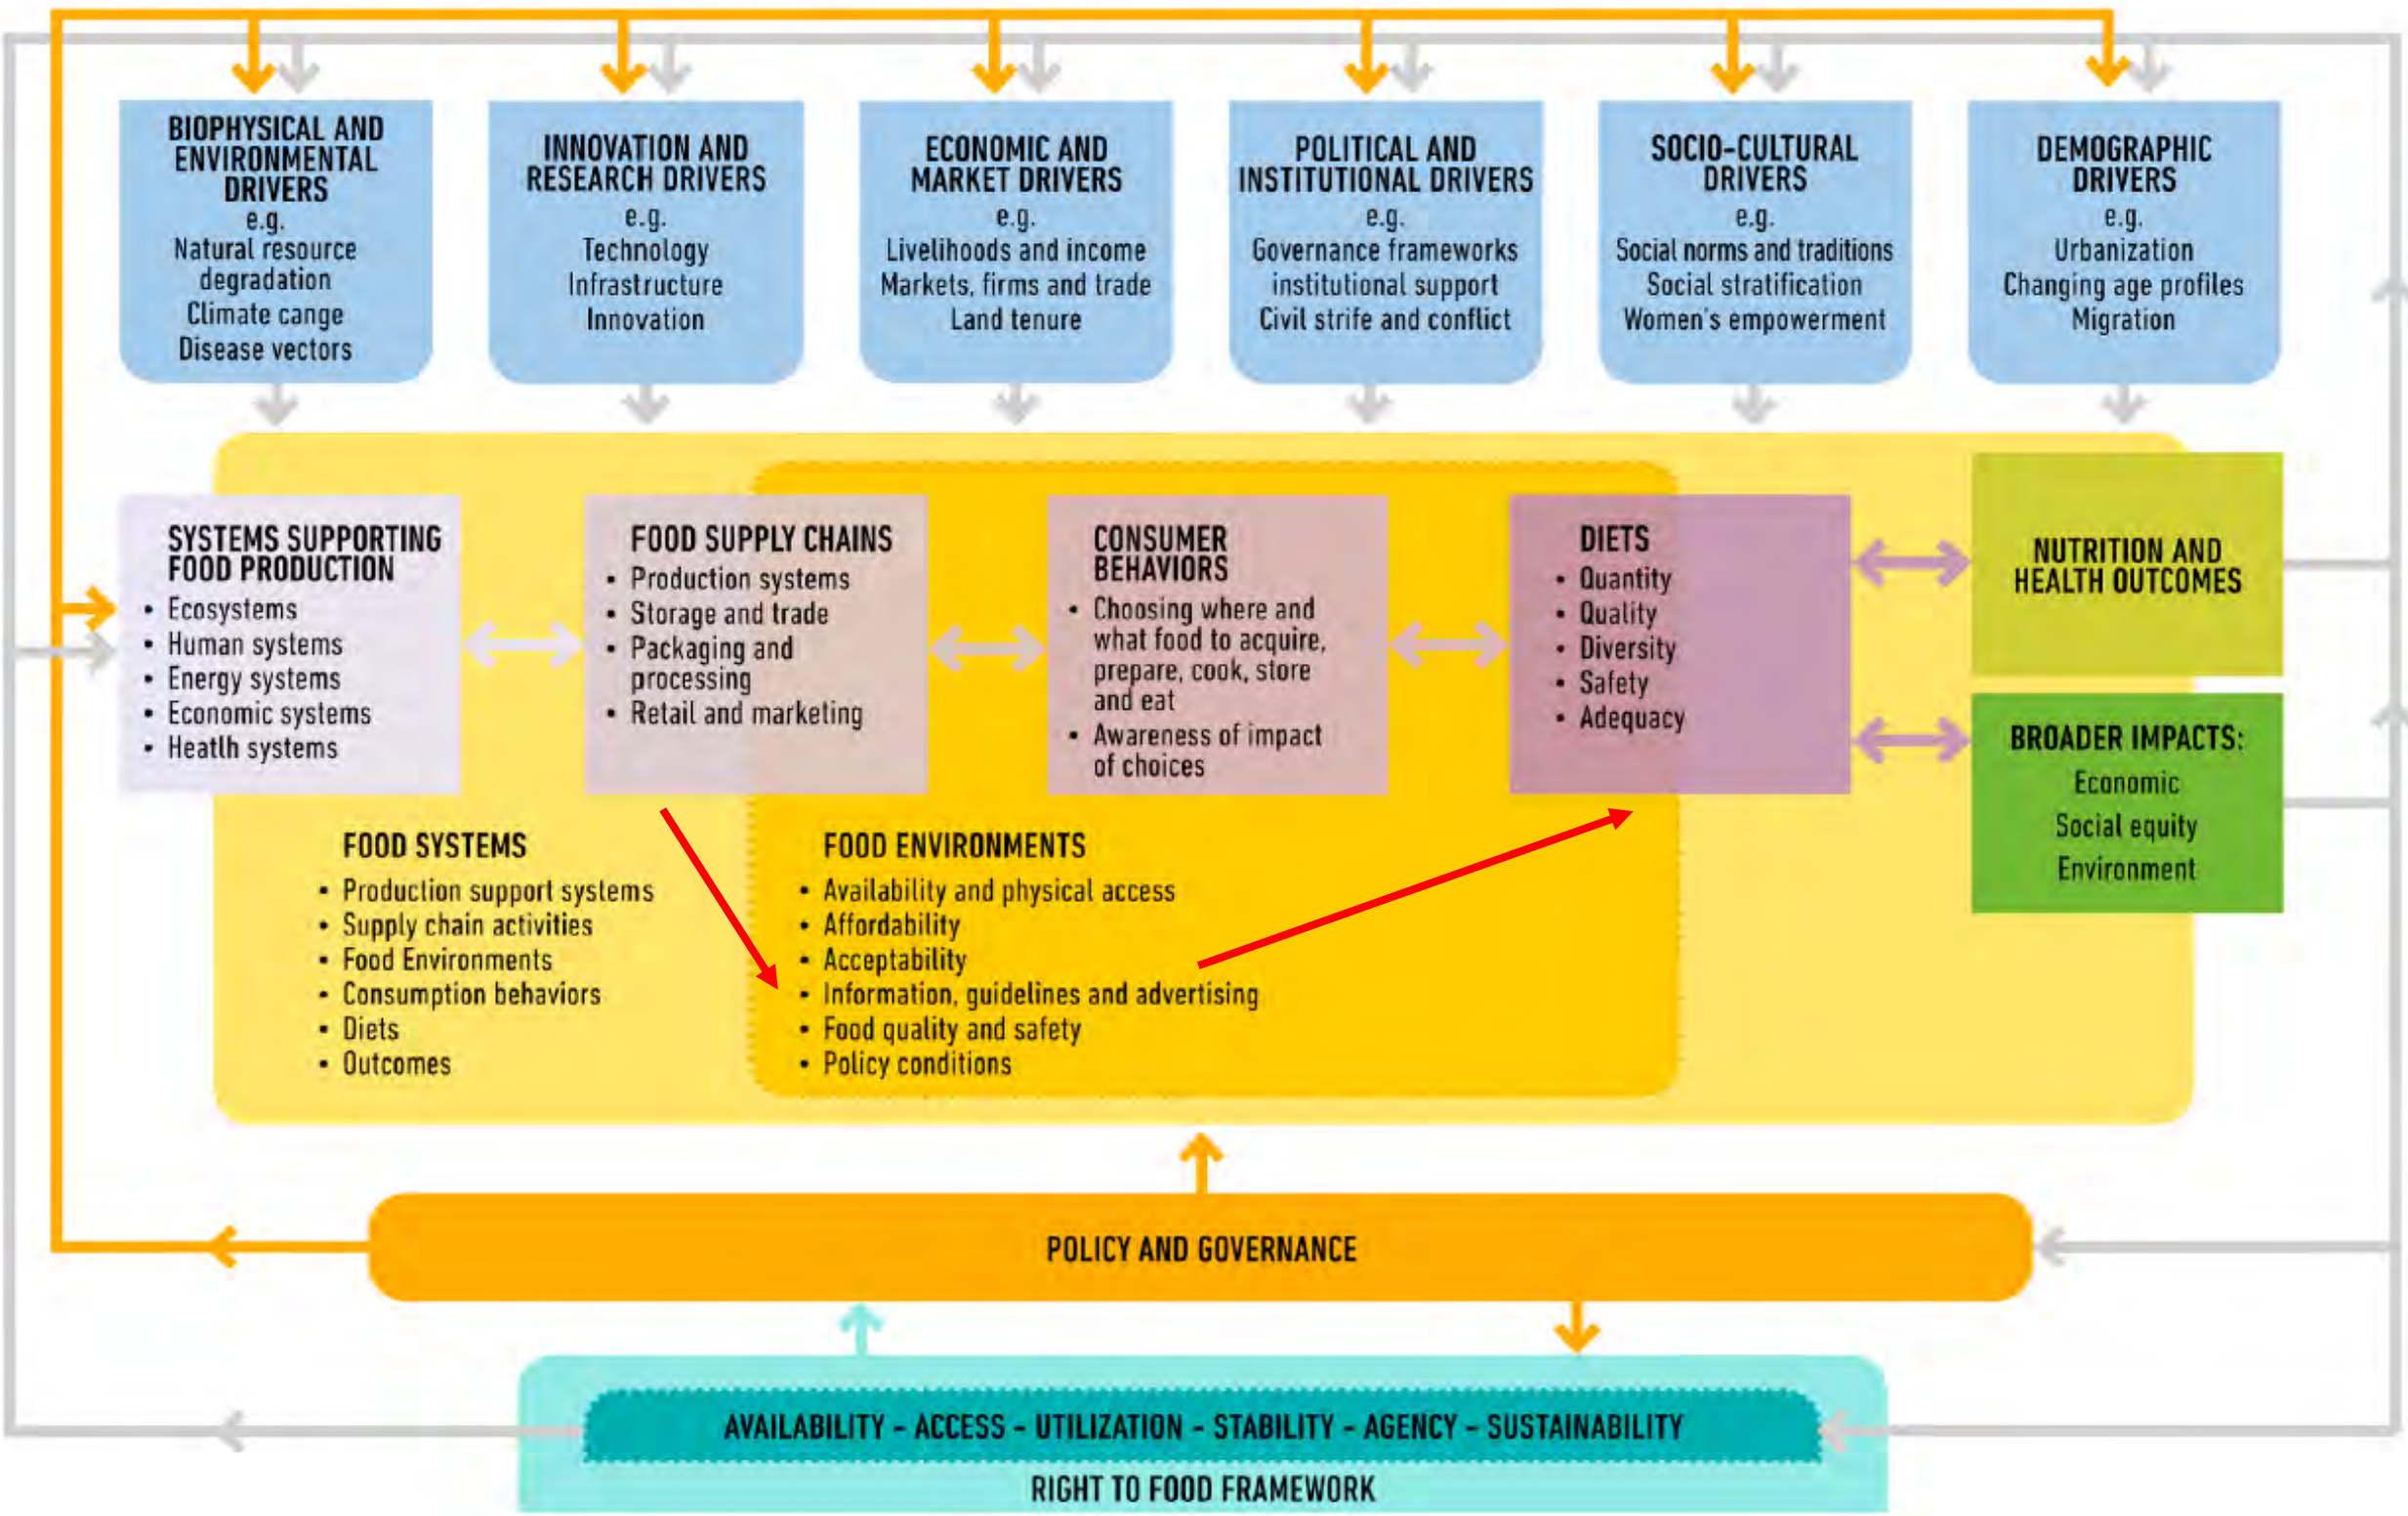 BIOPHYSICAL AND
ENVIRONMENTAL
DRIVERS
e.g.
Natural resource
degradation
Climate cange
Disease vectors
INNOVATION AND
RESEARCH DRIVERS
e.g.
Technology
Infrastructure
Innovation
ECONOMIC AND
MARKET DRIVERS
e.g.
Livelihoods and income
Markets, firms and trade
Land tenure
POLITICAL AND
INSTITUTIONAL DRIVERS
e.g.
Governance frameworks
institutional support
Civil strife and conflict
SOCIO-CULTURAL
DRIVERS
e.g.
Social norms and traditions
Social stratification
Women's empowerment
DEMOGRAPHIC
DRIVERS
e.g.
Urbanization
Changing age profiles
Migration
SYSTEMS SUPPORTING
FOOD PRODUCTION
• Ecosystems
• Human systems
• Energy systems
• Economic systems
• Heatlh systems
FOOD SUPPLY CHAINS
• Production systems
• Storage and trade
• Packaging and
processing
• Retail and marketing
CONSUMER
BEHAVIORS
• Choosing where and
what food to acquire,
prepare, cook, store
and eat
• Awareness of impact
of choices
DIETS
• Quantity
• Quality
• Diversity
• Safety
• Adequacy
NUTRITION AND
HEALTH OUTCOMES
BROADER IMPACTS:
Economic
Social equity
Environment
FOOD SYSTEMS
• Production support systems
• Supply chain activities
• Food Environments
• Consumption behaviors
• Diets
• Outcomes
FOOD ENVIRONMENTS
• Availability and physical access
• Affordability
• Acceptability
• Information, guidelines and advertising
• Food quality and safety
• Policy conditions
POLICY AND GOVERNANCE
AVAILABILITY - ACCESS - UTILIZATION - STABILITY - AGENCY - SUSTAINABILITY
RIGHT TO FOOD FRAMEWORK